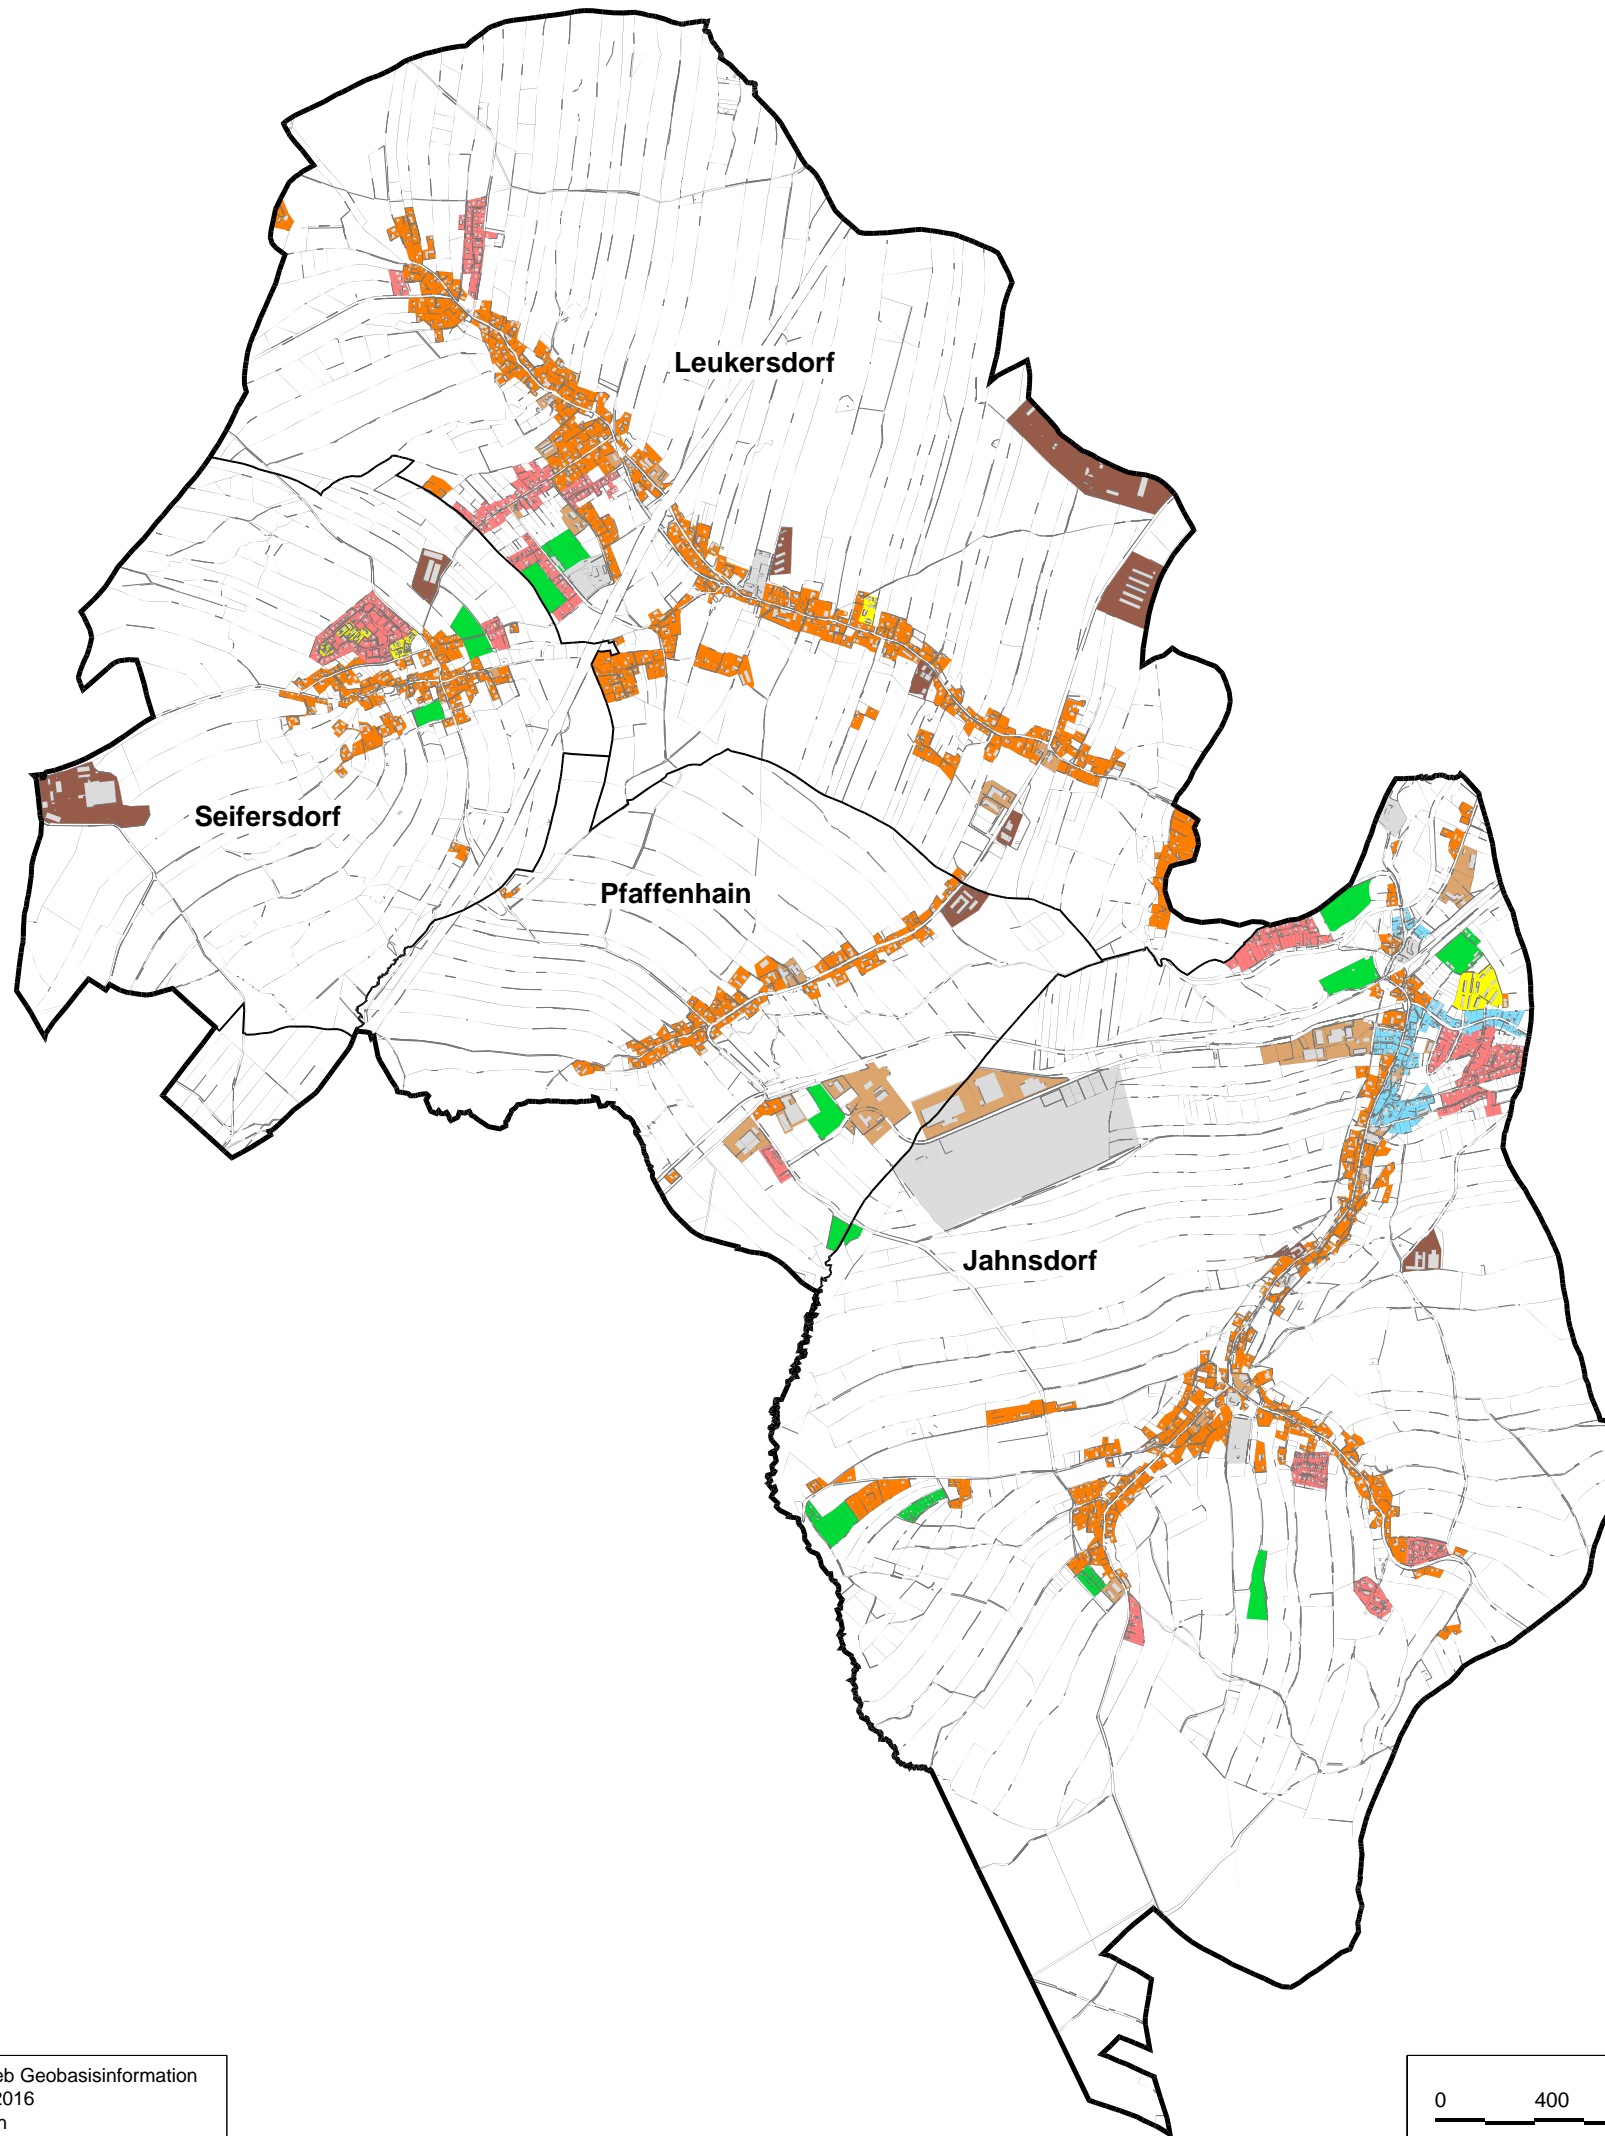 Leukersdorf
Seifersdorf
Pfaffenhain
Jahnsdorf
eb Geobasisinformation
2016
n
0 400